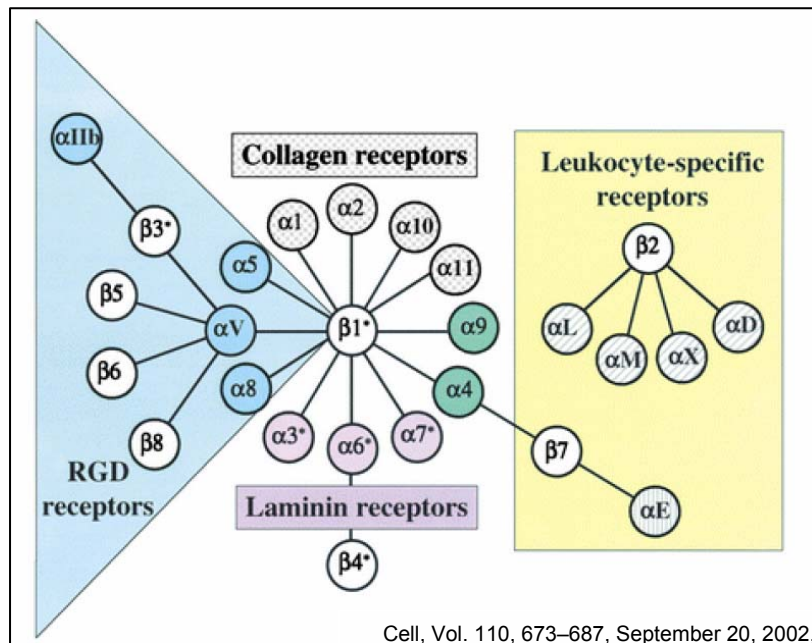 αIIb
Collagen receptors
Leukocyte-specific
receptors
α2
α1
α10
β3*
β2
α5
α11
β5
αV
β1*
α9
αL
αD
αM
αX
β6
α8
α4
β8
α3*
α6*
α7*
β7
RGD
receptors
Laminin receptors
αE
β4*
Cell, Vol. 110, 673–687, September 20, 2002